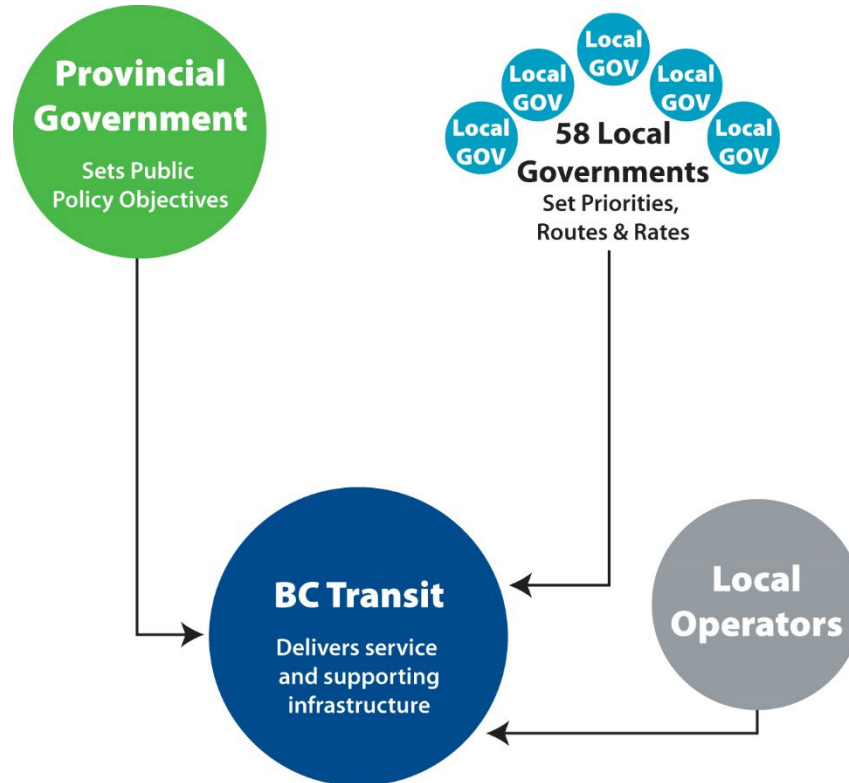 Provincial
Government
Sets Public
Policy Objectives
Local
GOV
Local
GOV
Local
GOV
Local
GOV
Local
GOV
58 Local
Governments
Set Priorities,
Routes & Rates
BC Transit
Delivers service
and supporting
infrastructure
Local
Operators